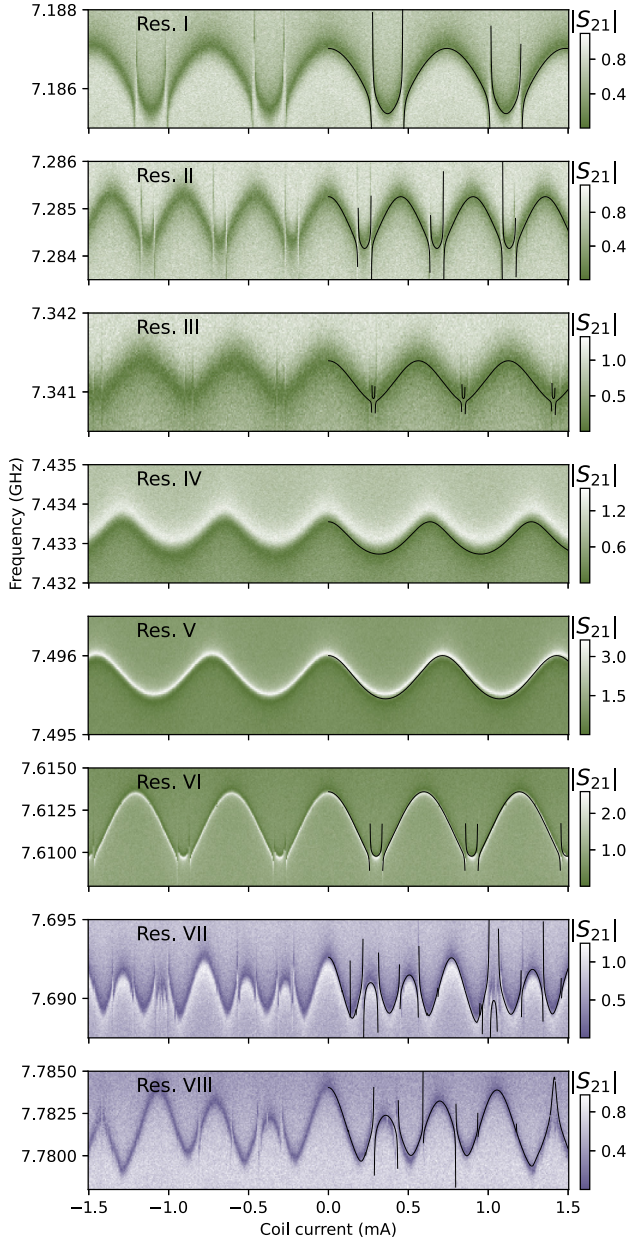 7.188
Res. I
|S21|
0.8
7.186
0.4
7.286
Res. II
|S21|
0.8
7.285
0.4
7.284
7.342
Res. III
|S21|
1.0
7.341
0.5
7.435
Res. IV
|S21|
7.434
1.2
7.433
0.6
7.432
Frequency (GHz)
Res. V
|S21|
7.496
3.0
1.5
7.495
7.6150
Res. VI
|S21|
7.6125
2.0
7.6100
1.0
7.695
Res. VII
|S21|
1.0
7.690
0.5
7.7850
Res. VIII
|S21|
7.7825
0.8
7.7800
0.4
−1.5 −1.0 −0.5 0.0 0.5 1.0 1.5
Coil current (mA)